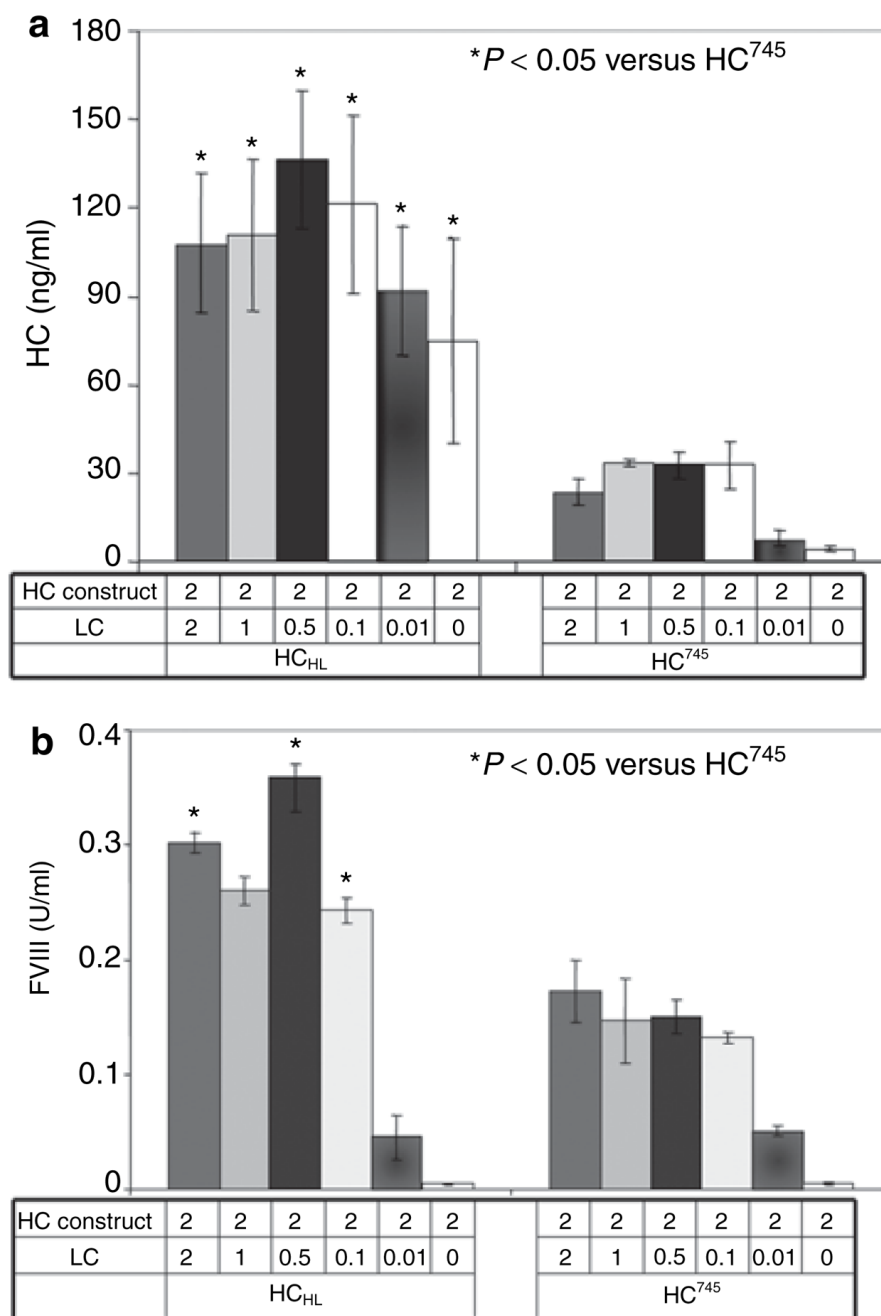 a
*P < 0.05 versus HC⁷⁴⁵
HC (ng/ml)
180
150
120
90
60
30
0
* * * * * *
HC construct 2 2 2 2 2 2 2 2 2 2 2 2
LC 2 1 0.5 0.1 0.01 0 2 1 0.5 0.1 0.01 0
HC_HL HC⁷⁴⁵
b
*P < 0.05 versus HC⁷⁴⁵
FVIII (U/ml)
0.4
0.3
0.2
0.1
0
* * *
HC construct 2 2 2 2 2 2 2 2 2 2 2 2
LC 2 1 0.5 0.1 0.01 0 2 1 0.5 0.1 0.01 0
HC_HL HC⁷⁴⁵